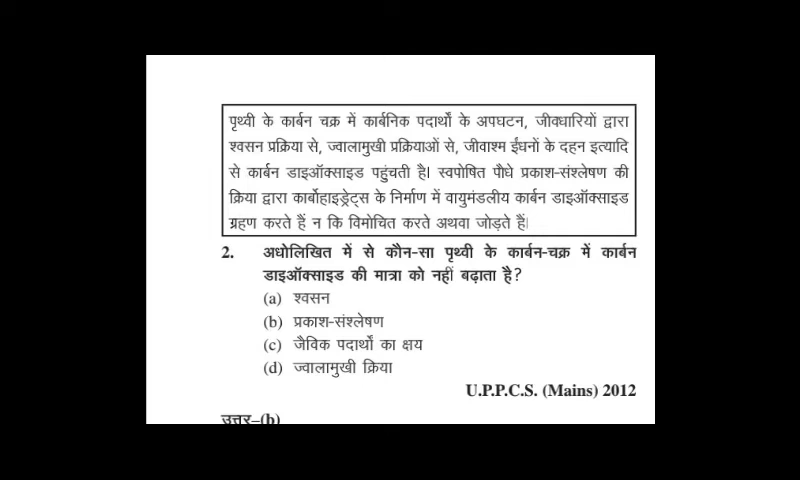 पृथ्वी के कार्बन चक्र में कार्बनिक पदार्थों के अपघटन, जीवधारियों द्वारा
श्वसन प्रक्रिया से, ज्वालामुखी प्रक्रियाओं से, जीवाश्म ईंधनों के दहन इत्यादि
से कार्बन डाइऑक्साइड पहुंचती है। स्वपोषित पौधे प्रकाश-संश्लेषण की
क्रिया द्वारा कार्बोहाइड्रेट्स के निर्माण में वायुमंडलीय कार्बन डाइऑक्साइड
ग्रहण करते हैं न कि विमोचित करते अथवा जोड़ते हैं।
2. अधोलिखित में से कौन-सा पृथ्वी के कार्बन-चक्र में कार्बन
डाइऑक्साइड की मात्रा को नहीं बढ़ाता है?
(a) श्वसन
(b) प्रकाश-संश्लेषण
(c) जैविक पदार्थों का क्षय
(d) ज्वालामुखी क्रिया
U.P.P.C.S. (Mains) 2012
उत्तर–(b)